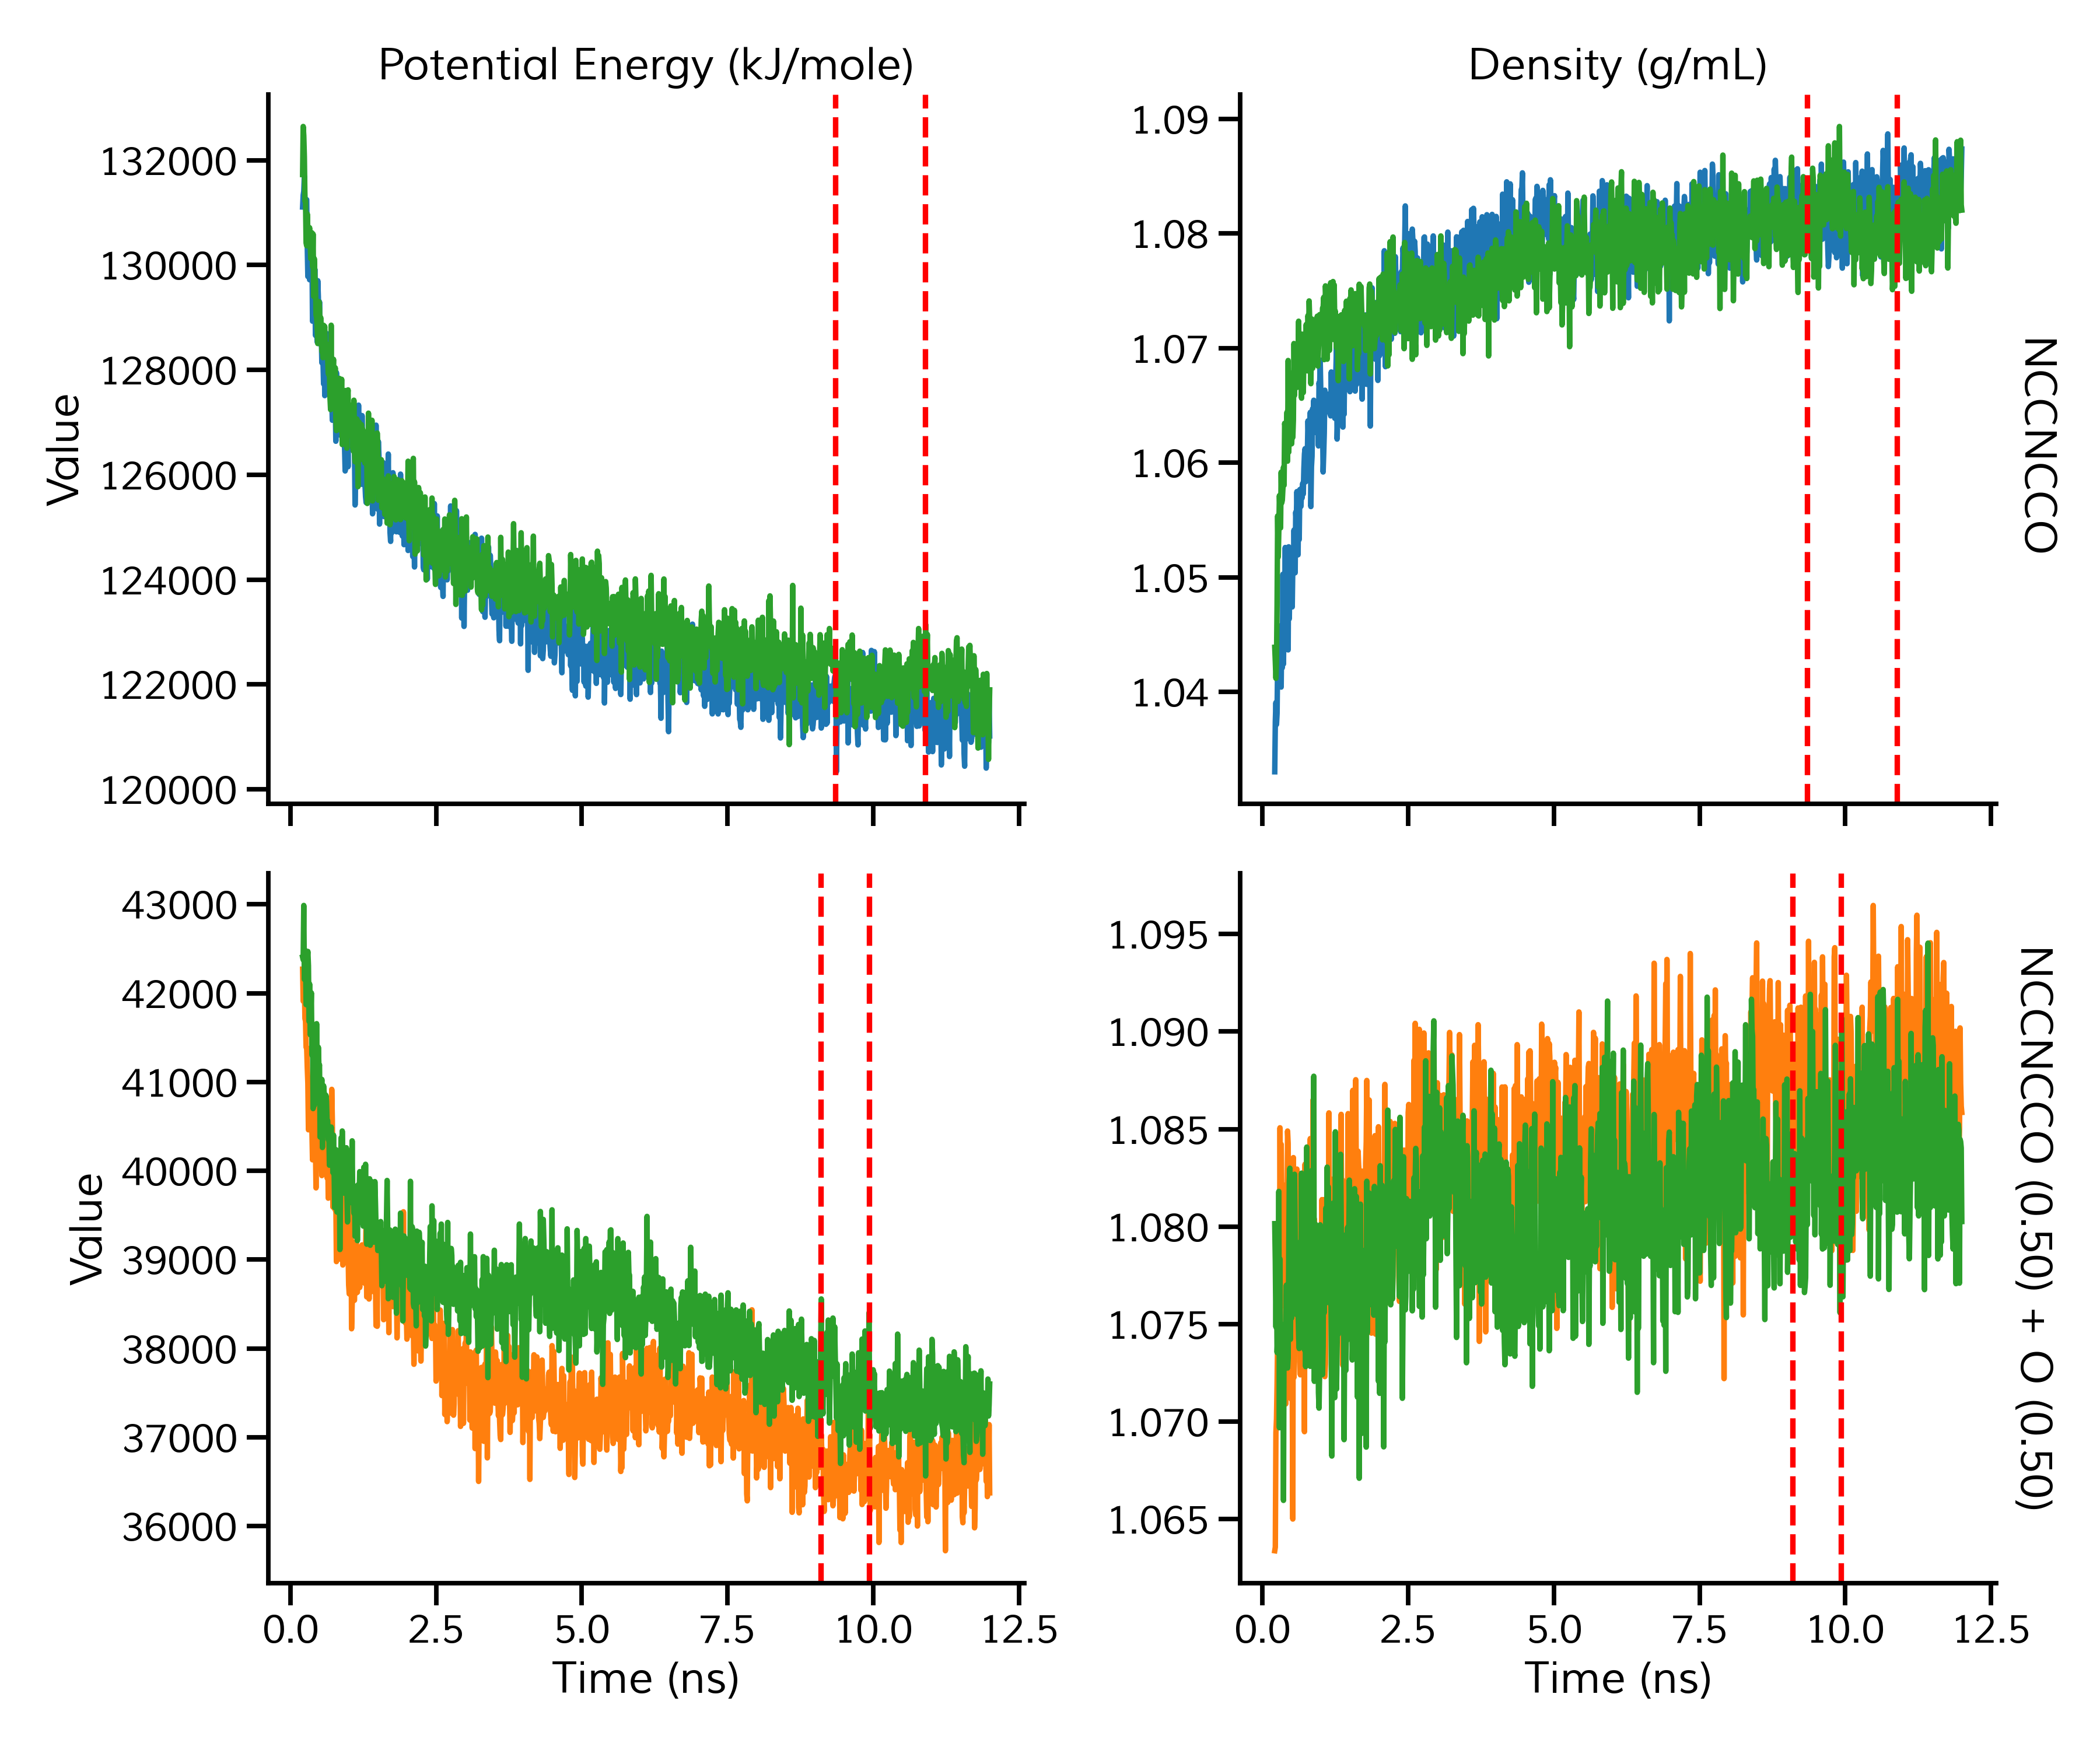 Potential Energy (kJ/mole)
Density (g/mL)
Value
132000
130000
128000
126000
124000
122000
120000
1.09
1.08
1.07
1.06
1.05
1.04
NCCNCCO
Value
43000
42000
41000
40000
39000
38000
37000
36000
1.095
1.090
1.085
1.080
1.075
1.070
1.065
NCCNCCO (0.50) + O (0.50)
0.0 2.5 5.0 7.5 10.0 12.5
0.0 2.5 5.0 7.5 10.0 12.5
Time (ns)
Time (ns)